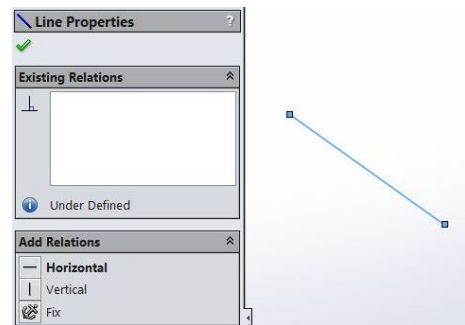 Line Properties ?
Existing Relations
Under Defined
Add Relations
Horizontal
Vertical
Fix